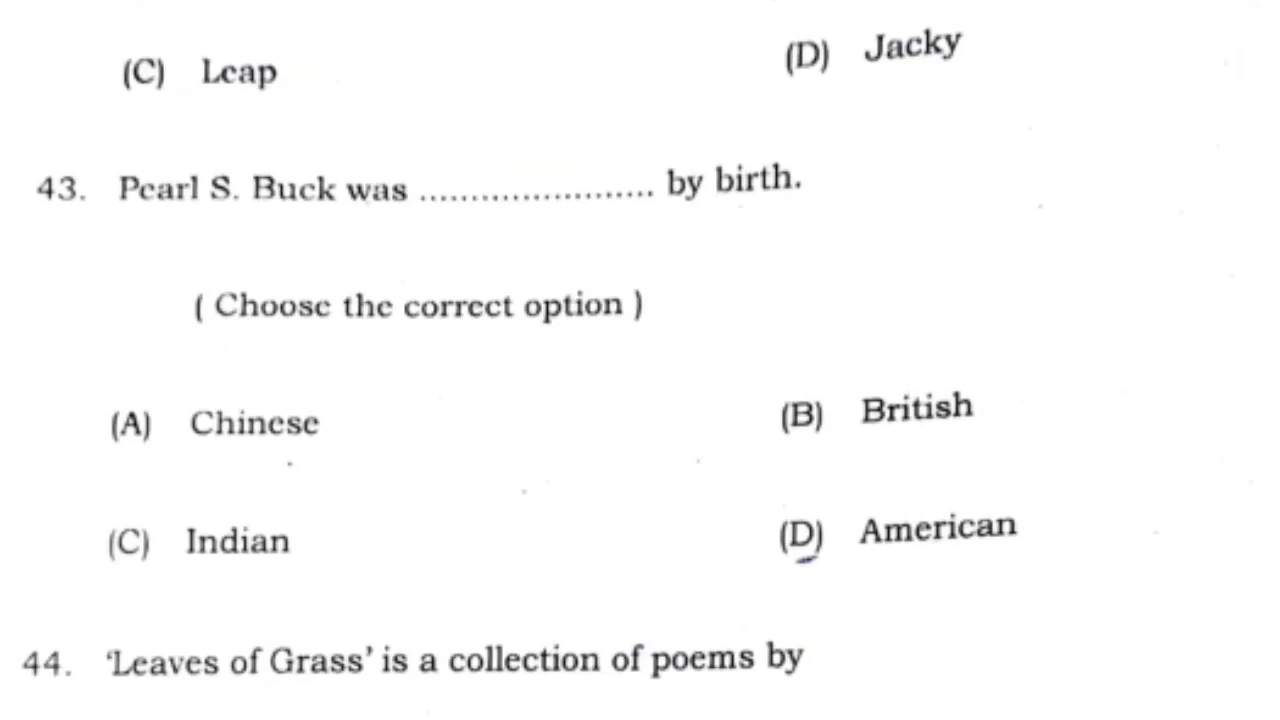 (C) Leap (D) Jacky
43. Pearl S. Buck was ...................... by birth.
( Choose the correct option )
(A) Chinese (B) British
(C) Indian (D) American
44. 'Leaves of Grass' is a collection of poems by